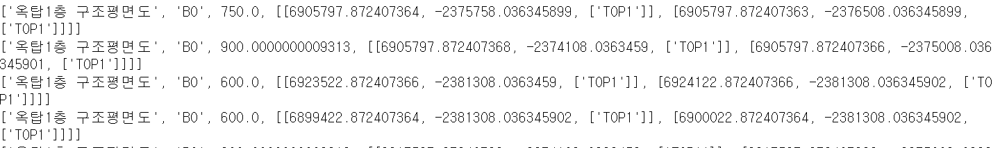 ['옥탑1층 구조평면도', 'B0', 750.0, [[6905797.872407364, -2375758.036345899, ['TOP1']], [6905797.872407363, -2376508.036345899,
['TOP1']]]]
['옥탑1층 구조평면도', 'B0', 900.0000000009313, [[6905797.872407368, -2374108.0363459, ['TOP1']], [6905797.872407366, -2375008.036
345901, ['TOP1']]]]
['옥탑1층 구조평면도', 'B0', 600.0, [[6923522.872407366, -2381308.0363459, ['TOP1']], [6924122.872407366, -2381308.036345902, ['TO
P1']]]]
['옥탑1층 구조평면도', 'B0', 600.0, [[6899422.872407364, -2381308.036345902, ['TOP1']], [6900022.872407364, -2381308.036345902,
['TOP1']]]]